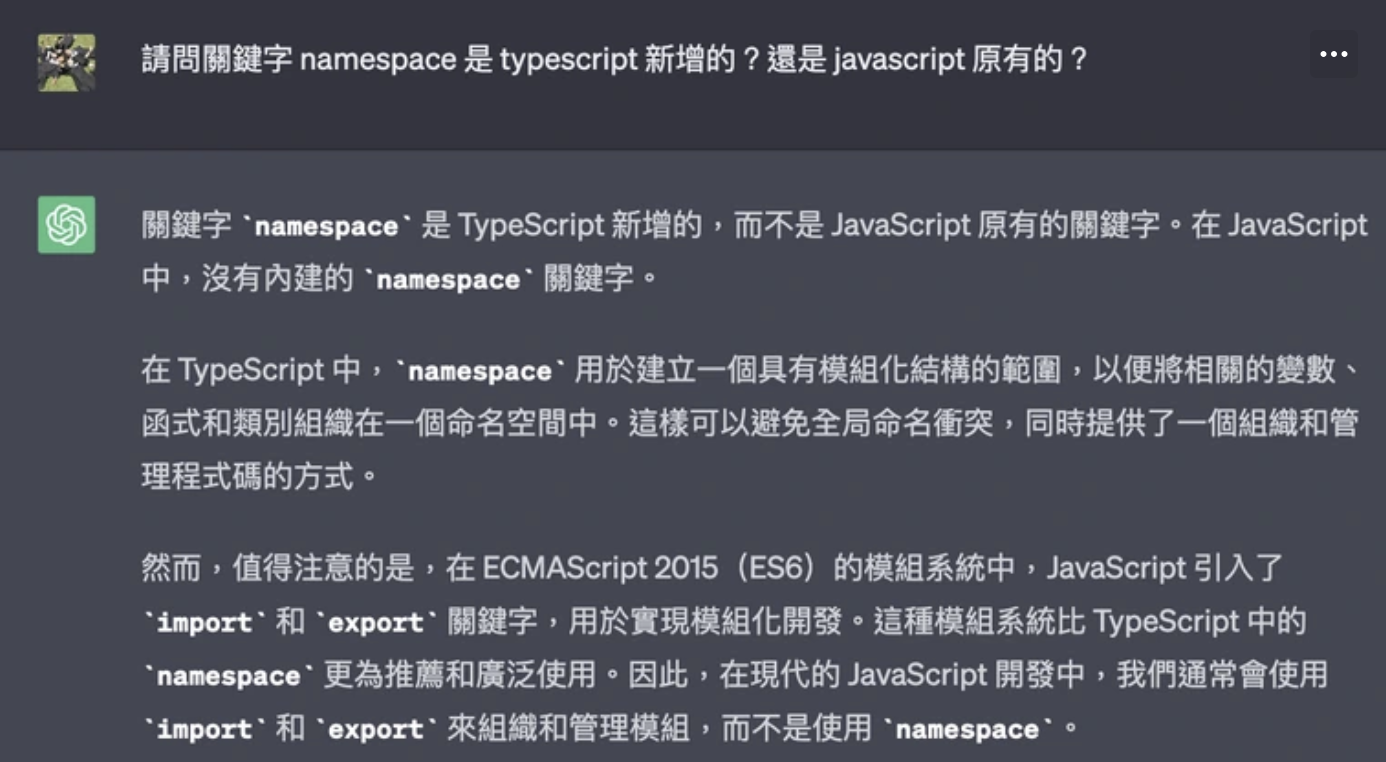 請問關鍵字 namespace 是 typescript 新增的？還是 javascript 原有的？
關鍵字 `namespace` 是 TypeScript 新增的，而不是 JavaScript 原有的關鍵字。在 JavaScript
中，沒有內建的 `namespace` 關鍵字。
在 TypeScript 中，`namespace` 用於建立一個具有模組化結構的範圍，以便將相關的變數、
函式和類別組織在一個命名空間中。這樣可以避免全局命名衝突，同時提供了一個組織和管
理程式碼的方式。
然而，值得注意的是，在 ECMAScript 2015（ES6）的模組系統中，JavaScript 引入了
`import` 和 `export` 關鍵字，用於實現模組化開發。這種模組系統比 TypeScript 中的
`namespace` 更為推薦和廣泛使用。因此，在現代的 JavaScript 開發中，我們通常會使用
`import` 和 `export` 來組織和管理模組，而不是使用 `namespace`。